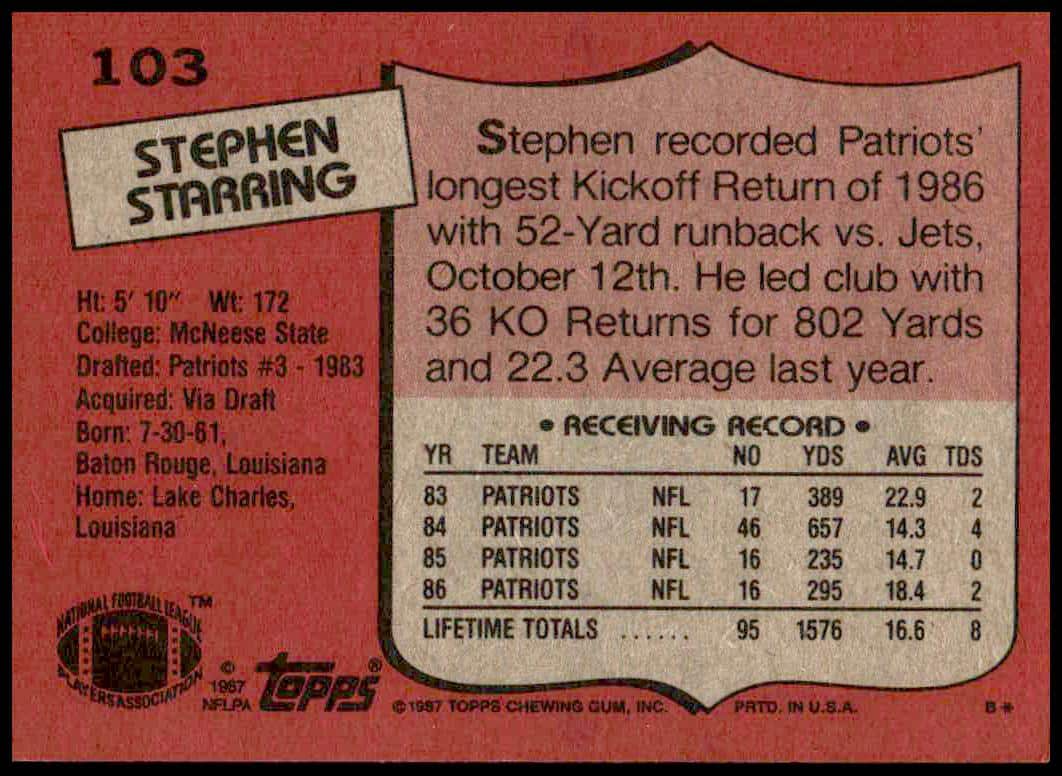 103
STEPHEN
STARRING
Ht: 5' 10" Wt: 172
College: McNeese State
Drafted: Patriots #3 - 1983
Acquired: Via Draft
Born: 7-30-61,
Baton Rouge, Louisiana
Home: Lake Charles,
Louisiana
Stephen recorded Patriots'
longest Kickoff Return of 1986
with 52-Yard runback vs. Jets,
October 12th. He led club with
36 KO Returns for 802 Yards
and 22.3 Average last year.
• RECEIVING RECORD •
YR TEAM NO YDS AVG TDS
83 PATRIOTS NFL 17 389 22.9 2
84 PATRIOTS NFL 46 657 14.3 4
85 PATRIOTS NFL 16 235 14.7 0
86 PATRIOTS NFL 16 295 18.4 2
LIFETIME TOTALS ...... 95 1576 16.6 8
NATIONAL FOOTBALL LEAGUE ™
PLAYERS ASSOCIATION
© 1987 NFLPA
topps ®
© 1987 TOPPS CHEWING GUM, INC. PRTD. IN U.S.A. B*